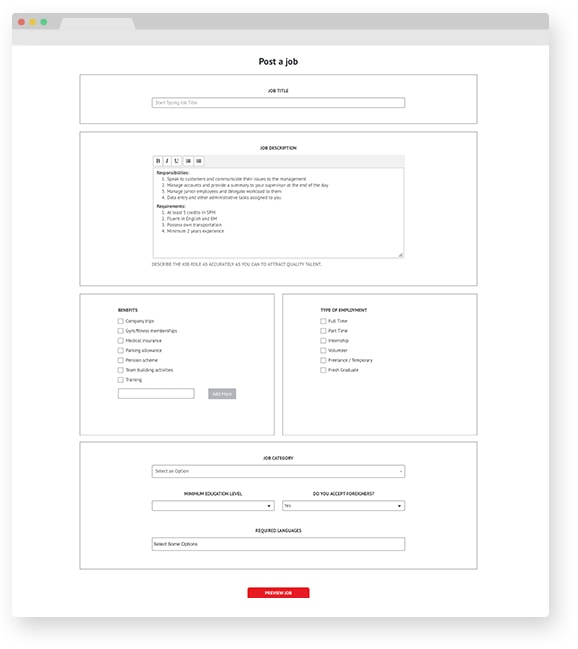 Post a job
JOB TITLE
Start Typing Job Title
JOB DESCRIPTION
B I U
Responsibilities:
1. Speak to customers and communicate their issues to the management
2. Manage accounts and provide a summary to your supervisor at the end of the day
3. Manage junior employees and delegate workload to them
4. Data entry and other administrative tasks assigned to you.
Requirements:
1. At least 5 credits in SPM
2. Fluent in English and BM
3. Possess own transportation
4. Minimum 2 years experience
DESCRIBE THE JOB ROLE AS ACCURATELY AS YOU CAN TO ATTRACT QUALITY TALENT.
BENEFITS
Company trips
Gym/fitness memberships
Medical insurance
Parking allowance
Pension scheme
Team building activities
Training
Add More
TYPE OF EMPLOYMENT
Full Time
Part Time
Internship
Volunteer
Freelance / Temporary
Fresh Graduate
JOB CATEGORY
Select an Option
MINIMUM EDUCATION LEVEL
DO YOU ACCEPT FOREIGNERS?
Yes
REQUIRED LANGUAGES
Select Some Options
PREVIEW JOB